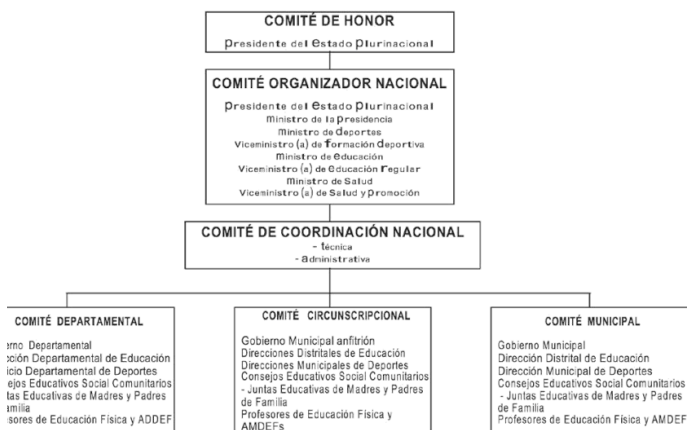 COMITÉ DE HONOR
Presidente del Estado Plurinacional
COMITÉ ORGANIZADOR NACIONAL
Presidente del Estado Plurinacional
Ministro de la Presidencia
Ministro de Deportes
Viceministro (a) de Formación Deportiva
Ministro de Educación
Viceministro (a) de Educación Regular
Ministro de Salud
Viceministro (a) de Salud y Promoción
COMITÉ DE COORDINACIÓN NACIONAL
- Técnica
- Administrativa
COMITÉ DEPARTAMENTAL
Departamental
Departamental de Educación
Departamental de Deportes
Educativos Social Comunitarios
Educativas de Madres y Padres
de Educación Física y ADDEF
COMITÉ CIRCUNSCRIPCIONAL
Gobierno Municipal anfitrión
Direcciones Distritales de Educación
Direcciones Municipales de Deportes
Consejos Educativos Social Comunitarios
- Juntas Educativas de Madres y Padres
de Familia
Profesores de Educación Física y
AMDEFs
COMITÉ MUNICIPAL
Gobierno Municipal
Dirección Distrital de Educación
Dirección Municipal de Deportes
Consejos Educativos Social Comunitarios
- Juntas Educativas de Madres y Padres
de Familia
Profesores de Educación Física y AMDEF